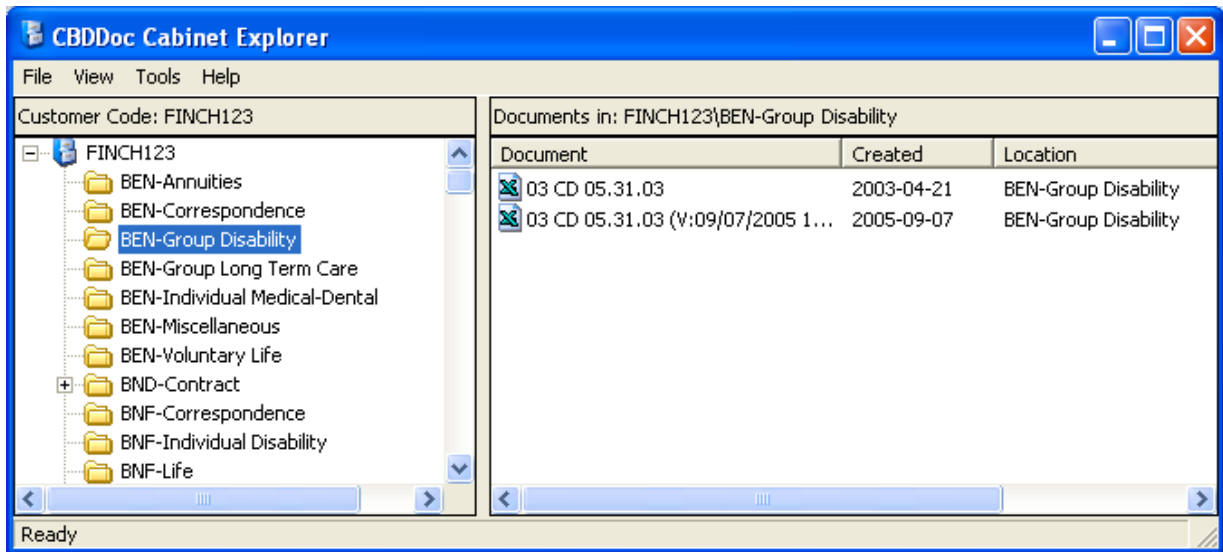 CBDDoc Cabinet Explorer
File View Tools Help
Customer Code: FINCH123
FINCH123
BEN-Annuities
BEN-Correspondence
BEN-Group Disability
BEN-Group Long Term Care
BEN-Individual Medical-Dental
BEN-Miscellaneous
BEN-Voluntary Life
BND-Contract
BNF-Correspondence
BNF-Individual Disability
BNF-Life
Documents in: FINCH123\BEN-Group Disability
Document Created Location
03 CD 05.31.03 2003-04-21 BEN-Group Disability
03 CD 05.31.03 (V:09/07/2005 1... 2005-09-07 BEN-Group Disability
Ready